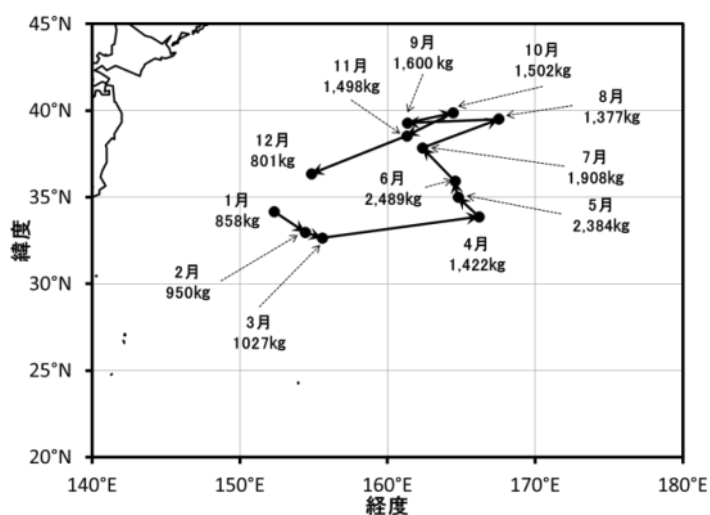 45°N
40°N
35°N
30°N
25°N
20°N
緯度
140°E
150°E
160°E
170°E
180°E
経度
9月
1,600 kg
10月
1,502kg
11月
1,498kg
8月
1,377kg
12月
801kg
7月
1,908kg
6月
2,489kg
5月
2,384kg
1月
858kg
4月
1,422kg
2月
950kg
3月
1027kg